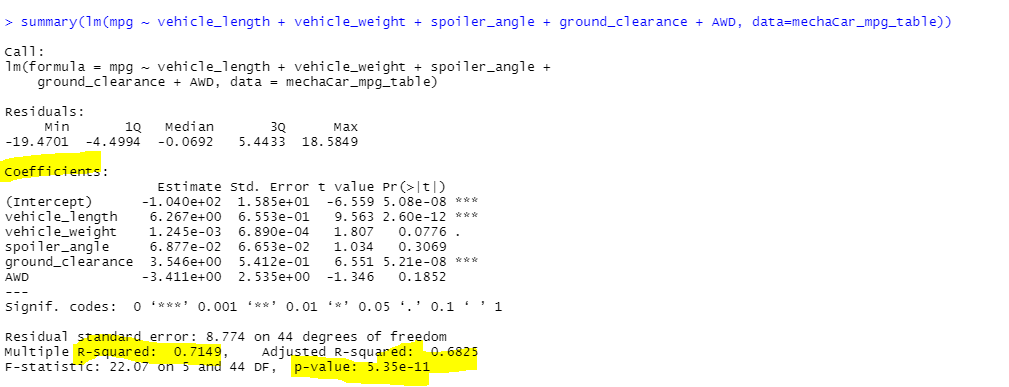 > summary(lm(mpg ~ vehicle_length + vehicle_weight + spoiler_angle + ground_clearance + AWD, data=mechaCar_mpg_table))
Call:
lm(formula = mpg ~ vehicle_length + vehicle_weight + spoiler_angle +
    ground_clearance + AWD, data = mechaCar_mpg_table)
Residuals:
     Min       1Q   Median       3Q      Max
-19.4701  -4.4994  -0.0692   5.4433  18.5849
Coefficients:
                   Estimate Std. Error t value Pr(>|t|)
(Intercept)      -1.040e+02  1.585e+01  -6.559 5.08e-08 ***
vehicle_length    6.267e+00  6.553e-01   9.563 2.60e-12 ***
vehicle_weight    1.245e-03  6.890e-04   1.807   0.0776 .
spoiler_angle     6.877e-02  6.653e-02   1.034   0.3069
ground_clearance  3.546e+00  5.412e-01   6.551 5.21e-08 ***
AWD              -3.411e+00  2.535e+00  -1.346   0.1852
---
Signif. codes:  0 ‘***’ 0.001 ‘**’ 0.01 ‘*’ 0.05 ‘.’ 0.1 ‘ ’ 1
Residual standard error: 8.774 on 44 degrees of freedom
Multiple R-squared:  0.7149,    Adjusted R-squared:  0.6825
F-statistic: 22.07 on 5 and 44 DF,  p-value: 5.35e-11